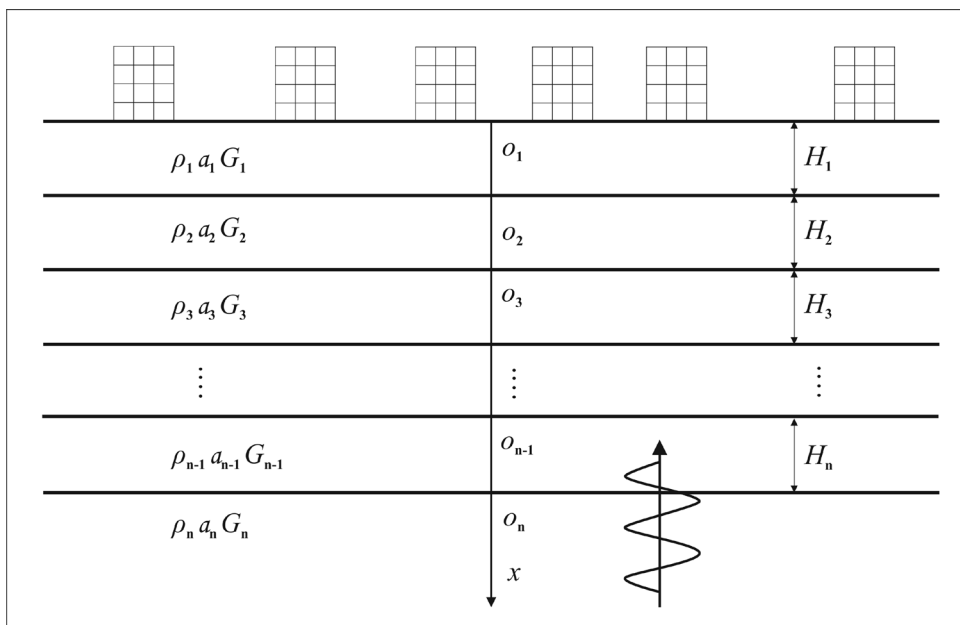 ρ₁ a₁ G₁ o₁ H₁
ρ₂ a₂ G₂ o₂ H₂
ρ₃ a₃ G₃ o₃ H₃
⋮ ⋮ ⋮
ρₙ₋₁ aₙ₋₁ Gₙ₋₁ oₙ₋₁ Hₙ
ρₙ aₙ Gₙ oₙ
x